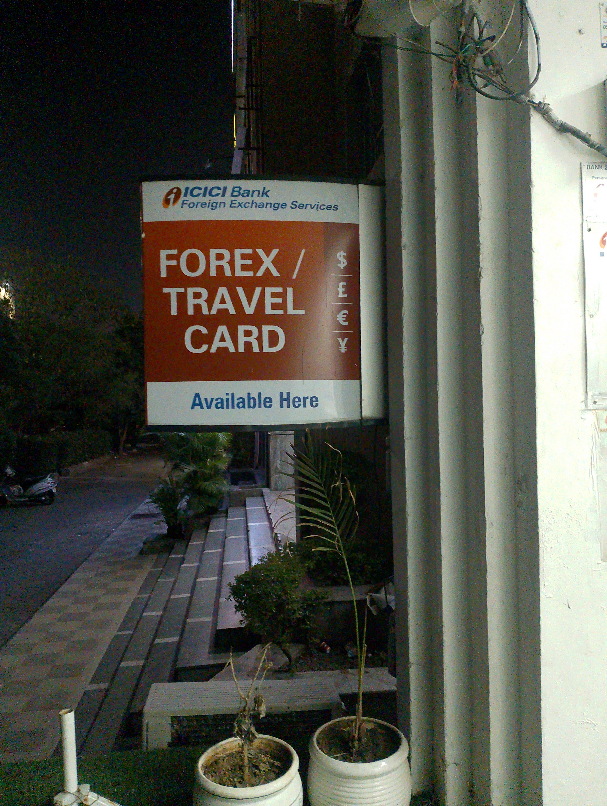 ICICI Bank
Foreign Exchange Services
FOREX /
TRAVEL
CARD
$
£
€
¥
Available Here